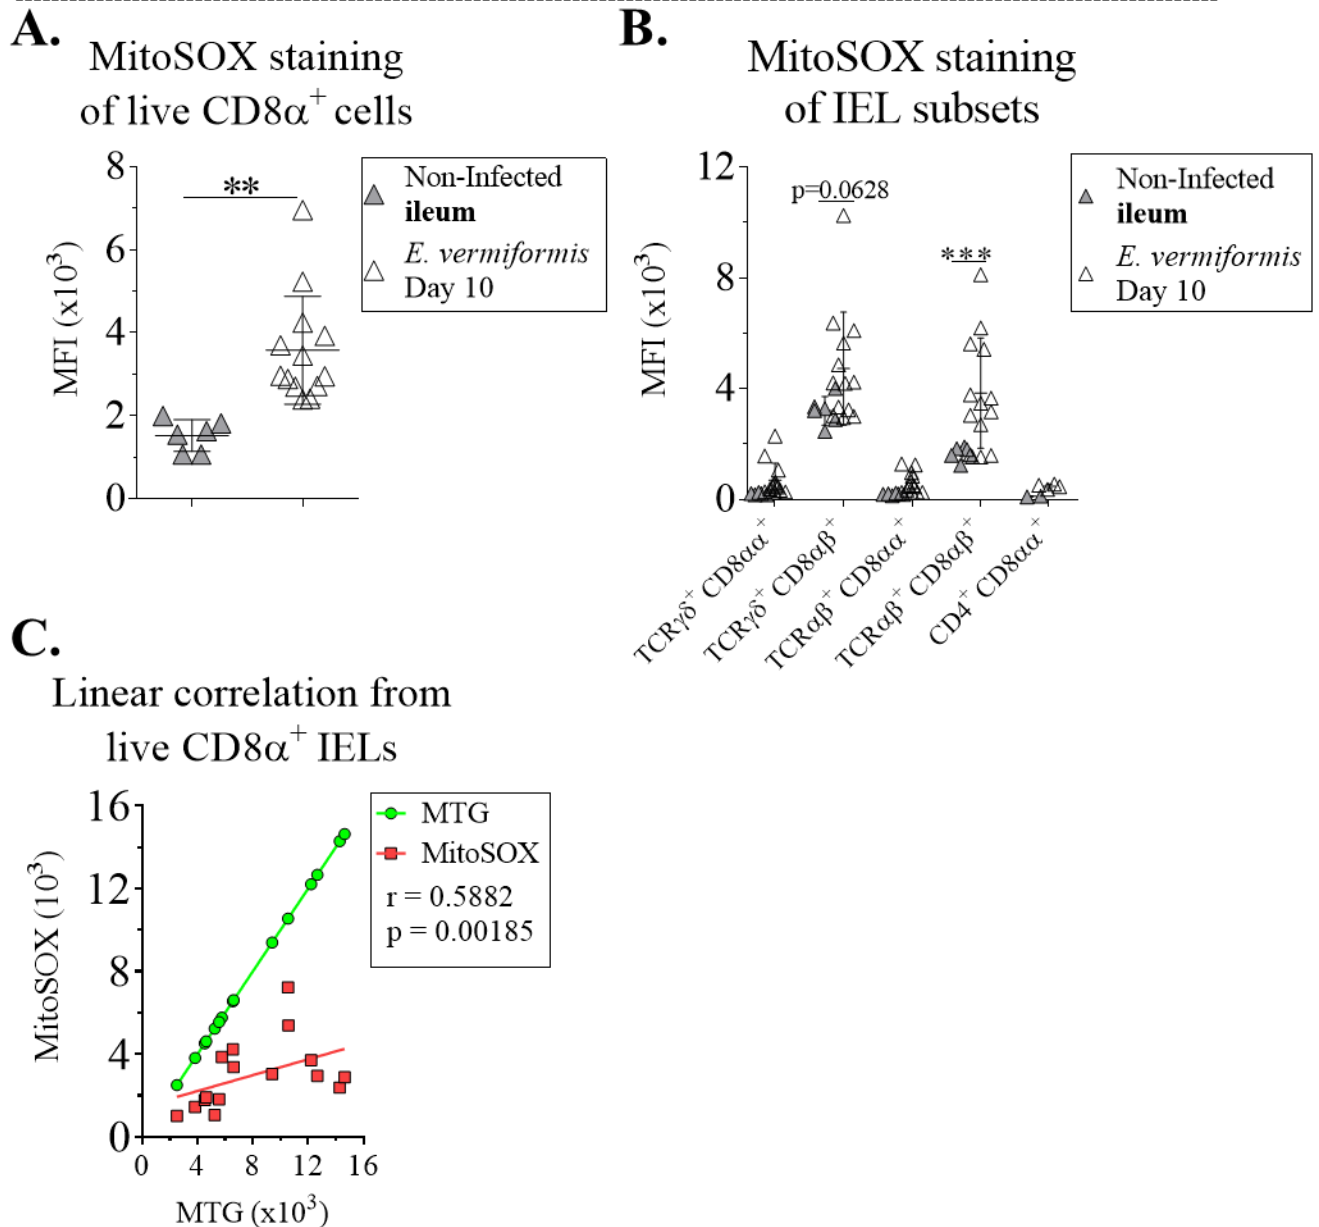 A.
MitoSOX staining
of live CD8α⁺ cells
MFI (x10³)
8
6
4
2
0
**
Non-Infected
ileum
E. vermiformis
Day 10
B.
MitoSOX staining
of IEL subsets
MFI (x10³)
12
8
4
0
p=0.0628
***
Non-Infected
ileum
E. vermiformis
Day 10
TCRγδ⁺ CD8αα⁺
TCRγδ⁺ CD8αβ⁺
TCRαβ⁺ CD8αα⁺
TCRαβ⁺ CD8αβ⁺
CD4⁺ CD8αα⁺
C.
Linear correlation from
live CD8α⁺ IELs
MitoSOX (10³)
16
12
8
4
0
0 4 8 12 16
MTG (x10³)
MTG
MitoSOX
r = 0.5882
p = 0.00185